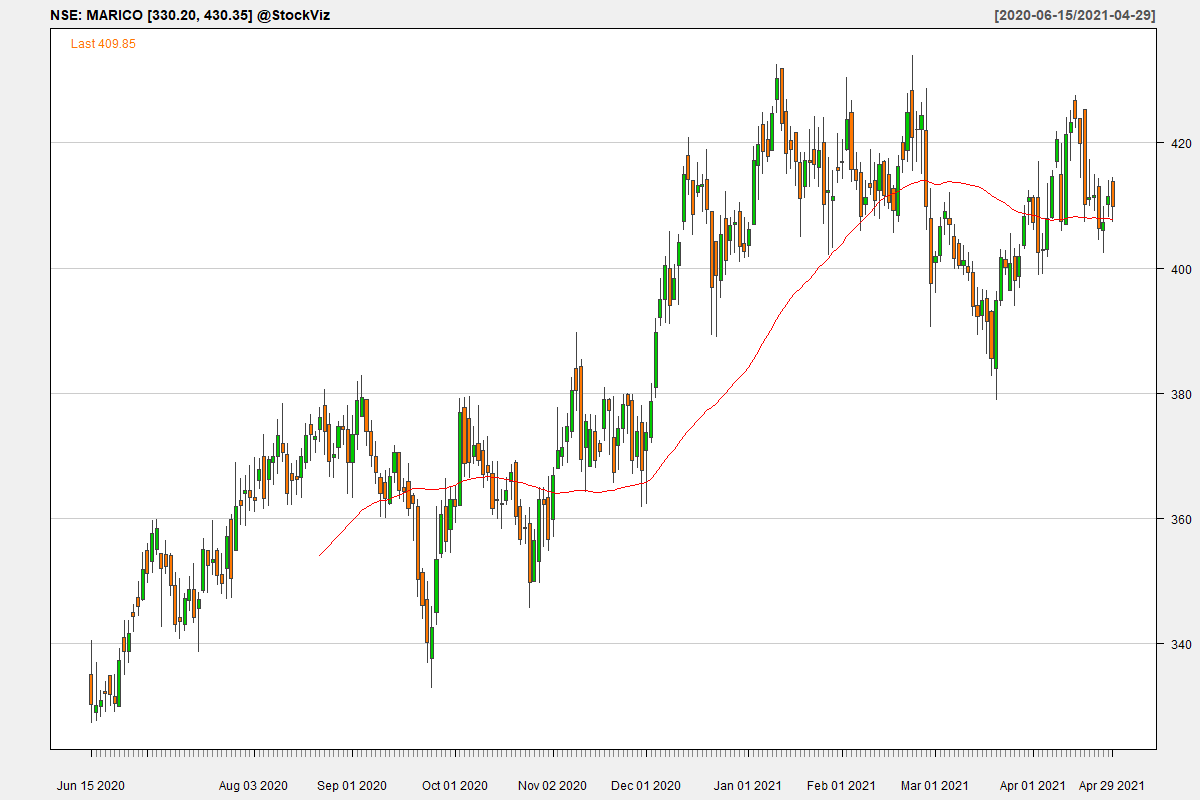 NSE: MARICO [330.20, 430.35] @StockViz
[2020-06-15/2021-04-29]
Last 409.85
420
400
380
360
340
Jun 15 2020
Aug 03 2020
Sep 01 2020
Oct 01 2020
Nov 02 2020
Dec 01 2020
Jan 01 2021
Feb 01 2021
Mar 01 2021
Apr 01 2021
Apr 29 2021